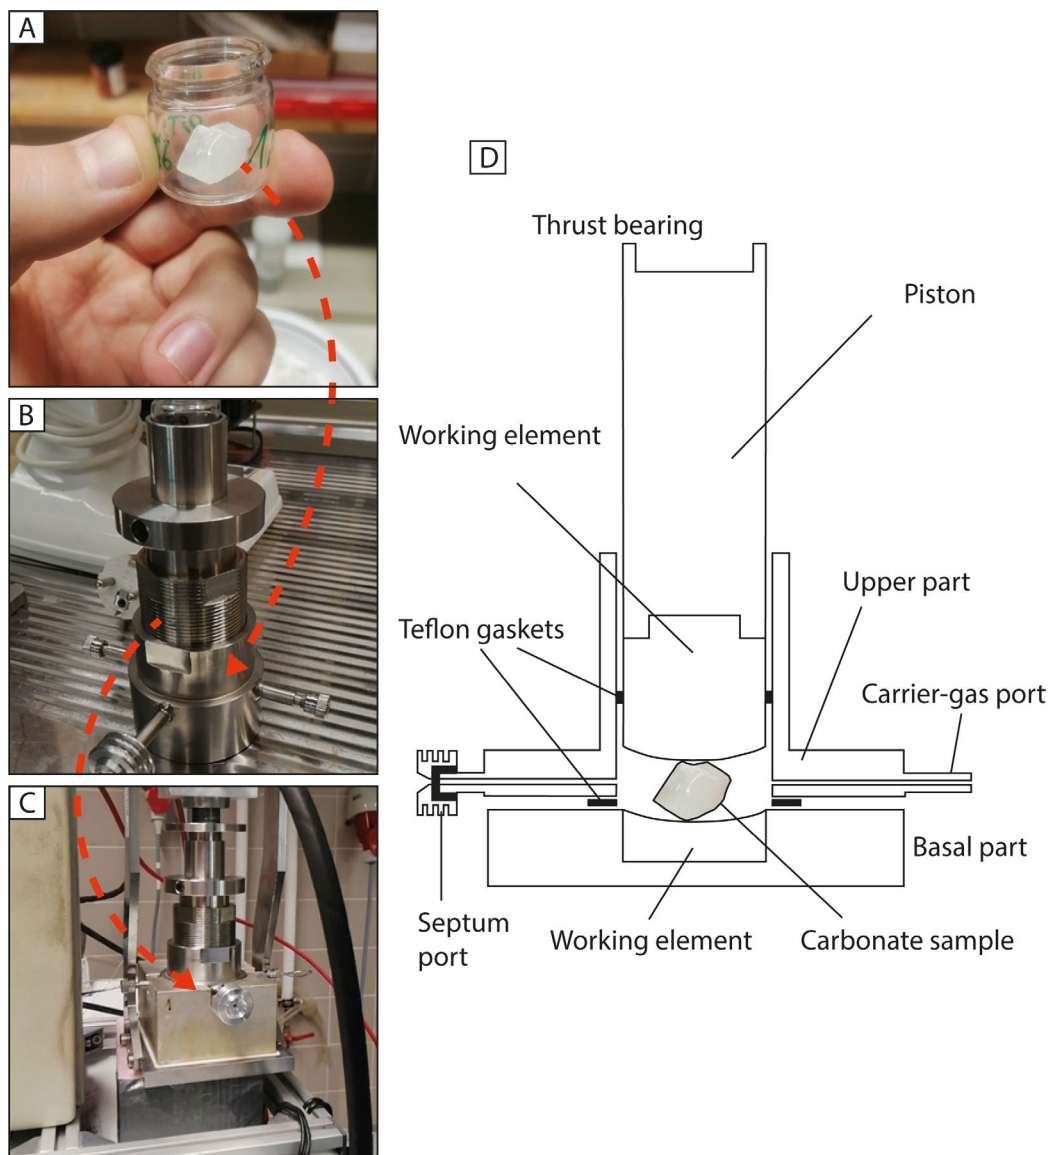 A
B
C
D
Thrust bearing
Piston
Working element
Upper part
Teflon gaskets
Carrier-gas port
Basal part
Septum
port
Working element
Carbonate sample